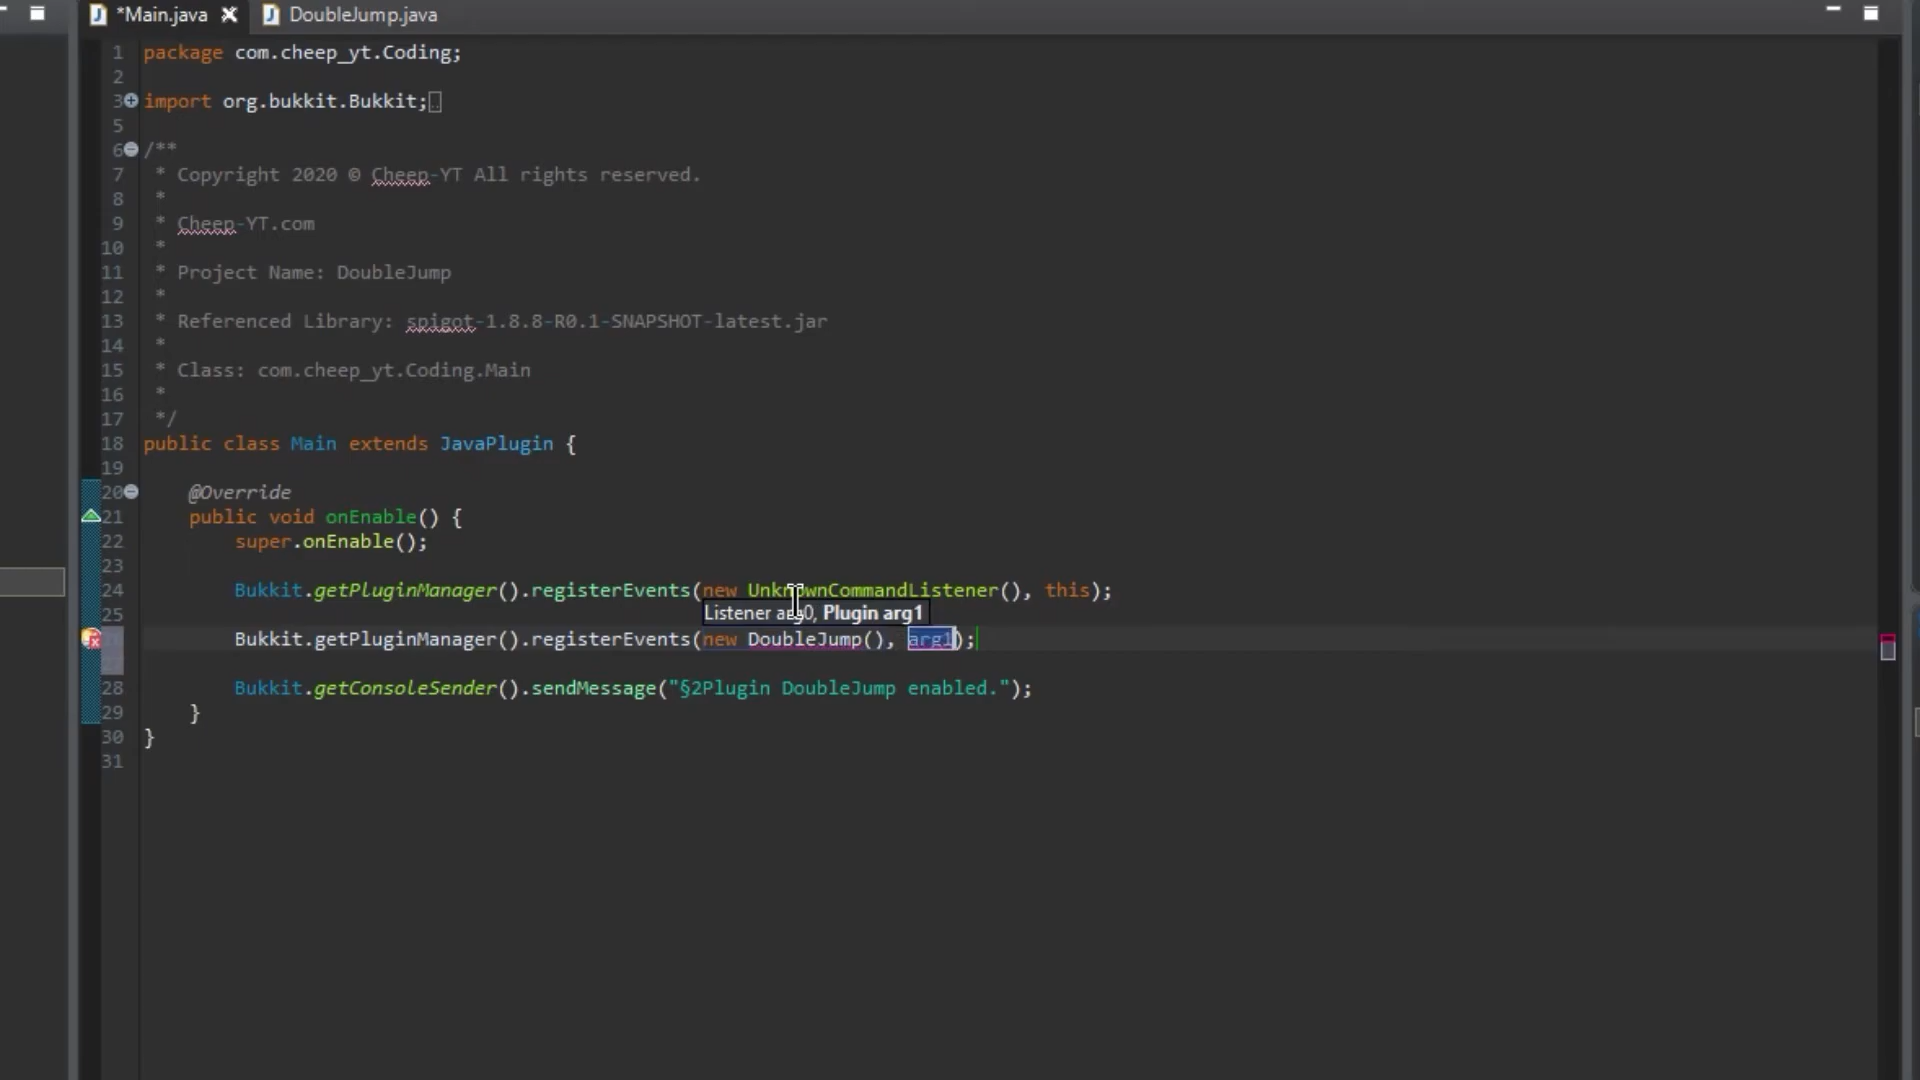 *Main.java DoubleJump.java
1 package com.cheep_yt.Coding;
2
3 import org.bukkit.Bukkit;
5
6 /**
7 * Copyright 2020 © Cheep-YT All rights reserved.
8 *
9 * Cheep-YT.com
10 *
11 * Project Name: DoubleJump
12 *
13 * Referenced Library: spigot-1.8.8-R0.1-SNAPSHOT-latest.jar
14 *
15 * Class: com.cheep_yt.Coding.Main
16 *
17 */
18 public class Main extends JavaPlugin {
19
20 @Override
21 public void onEnable() {
22 super.onEnable();
23
24 Bukkit.getPluginManager().registerEvents(new UnknownCommandListener(), this);
25 Listener arg0, Plugin arg1
Bukkit.getPluginManager().registerEvents(new DoubleJump(), arg1);
28 Bukkit.getConsoleSender().sendMessage("§2Plugin DoubleJump enabled.");
29 }
30 }
31